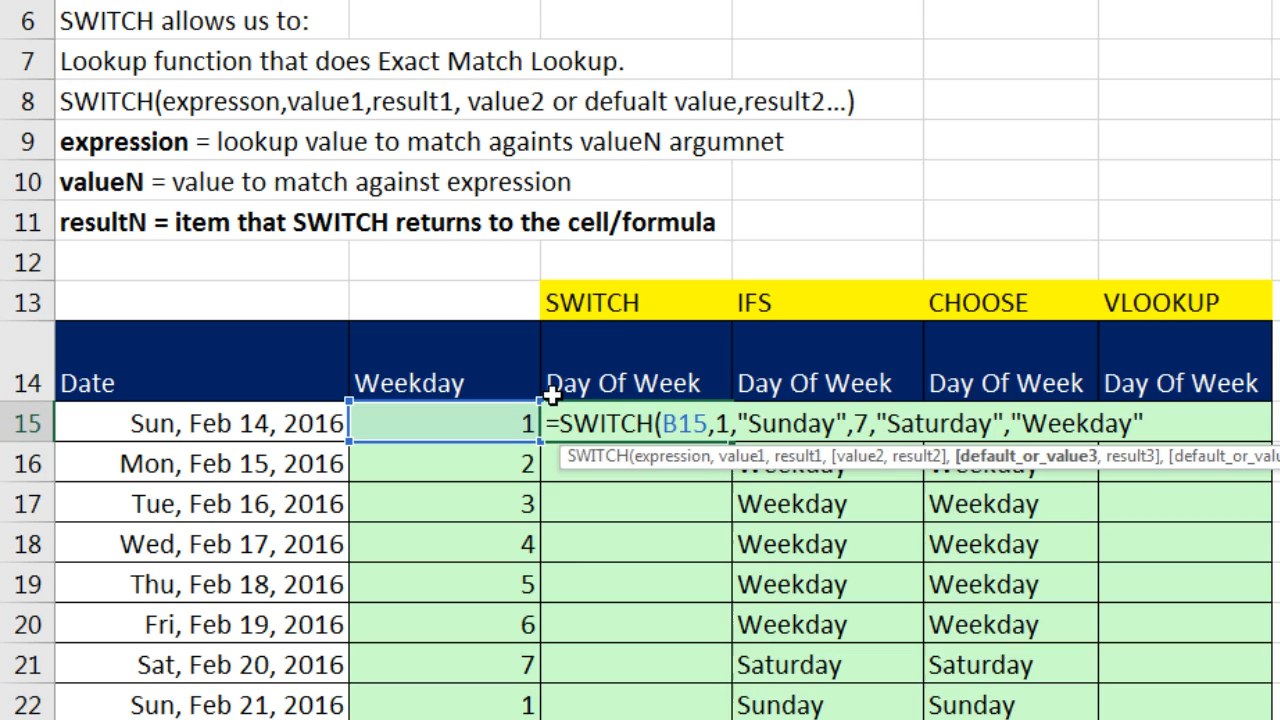 6 SWITCH allows us to:
7 Lookup function that does Exact Match Lookup.
8 SWITCH(expresson,value1,result1, value2 or defualt value,result2...)
9 expression = lookup value to match againts valueN argumnet
10 valueN = value to match against expression
11 resultN = item that SWITCH returns to the cell/formula
12
13 SWITCH IFS CHOOSE VLOOKUP
14 Date Weekday Day Of Week Day Of Week Day Of Week Day Of Week
15 Sun, Feb 14, 2016 1 =SWITCH(B15,1,"Sunday",7,"Saturday","Weekday"
SWITCH(expression, value1, result1, [value2, result2], [default_or_value3, result3], [default_or_valu
16 Mon, Feb 15, 2016 2 Weekday Weekday
17 Tue, Feb 16, 2016 3 Weekday Weekday
18 Wed, Feb 17, 2016 4 Weekday Weekday
19 Thu, Feb 18, 2016 5 Weekday Weekday
20 Fri, Feb 19, 2016 6 Weekday Weekday
21 Sat, Feb 20, 2016 7 Saturday Saturday
22 Sun, Feb 21, 2016 1 Sunday Sunday